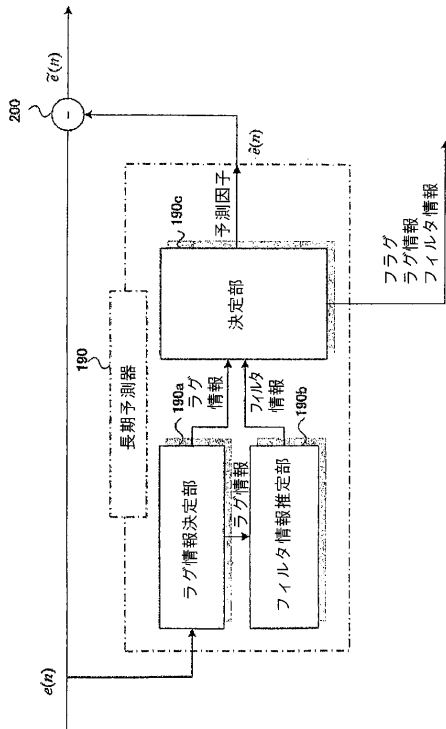 e(n)
200
−
ẽ(n)
190
長期予測器
ê(n)
予測因子
190c
決定部
190a
ラグ
情報
フィルタ
情報
190b
ラグ情報決定部
ラグ情報
フィルタ情報推定部
フラグ
ラグ情報
フィルタ情報